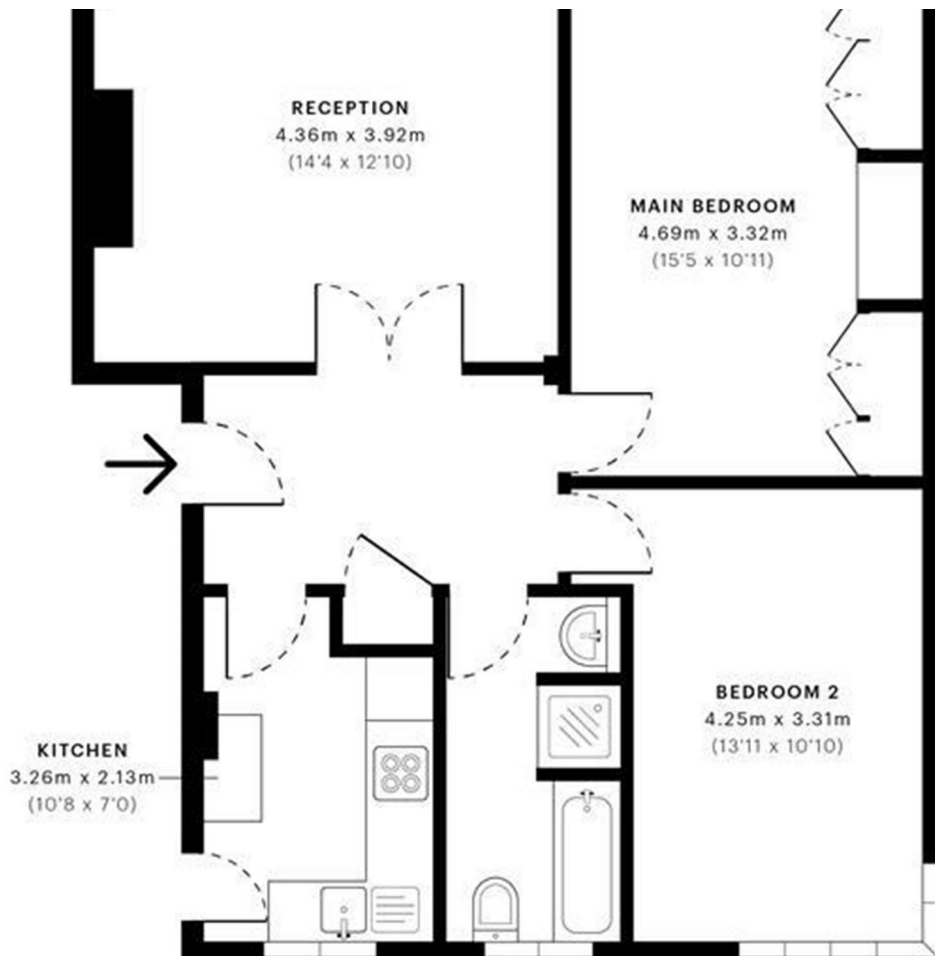 RECEPTION
4.36m x 3.92m
(14'4 x 12'10)
MAIN BEDROOM
4.69m x 3.32m
(15'5 x 10'11)
BEDROOM 2
4.25m x 3.31m
(13'11 x 10'10)
KITCHEN
3.26m x 2.13m
(10'8 x 7'0)